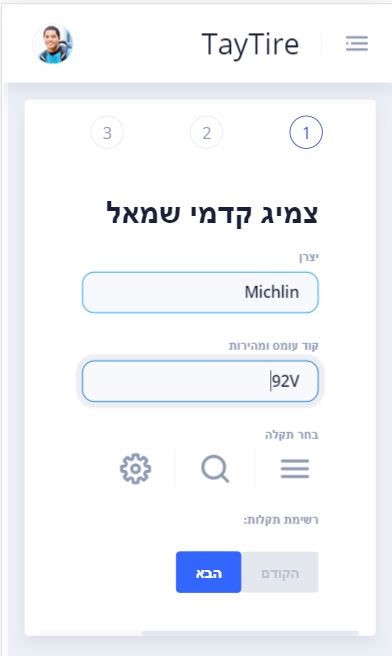 TayTire
1
2
3
צמיג קדמי שמאל
יצרן
Michlin
קוד עומס ומהירות
92V
בחר תקלה
רשימת תקלות:
הקודם
הבא